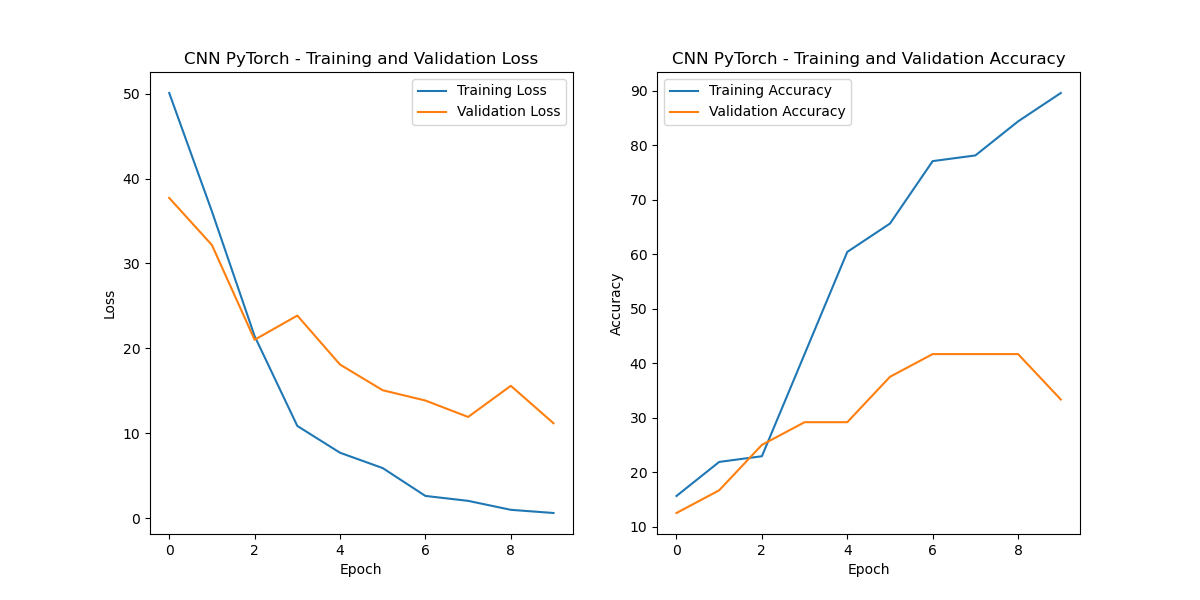 CNN PyTorch - Training and Validation Loss
Training Loss
Validation Loss
50
40
30
20
10
0
Loss
0 2 4 6 8
Epoch
CNN PyTorch - Training and Validation Accuracy
Training Accuracy
Validation Accuracy
90
80
70
60
50
40
30
20
10
Accuracy
0 2 4 6 8
Epoch